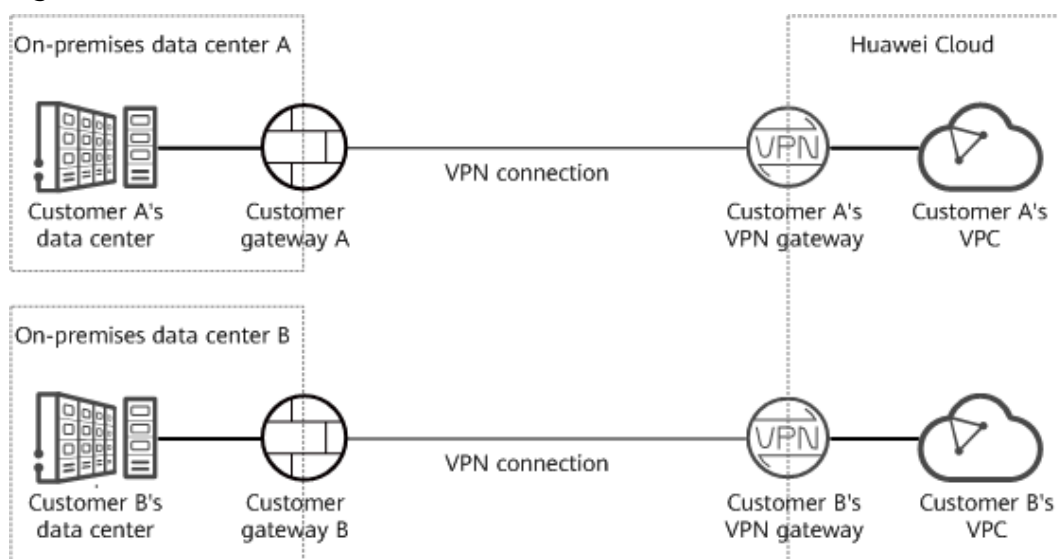 On-premises data center A
Huawei Cloud
VPN
VPN connection
Customer A's
data center
Customer
gateway A
Customer A's
VPN gateway
Customer A's
VPC
On-premises data center B
VPN
VPN connection
Customer B's
data center
Customer
gateway B
Customer B's
VPN gateway
Customer B's
VPC